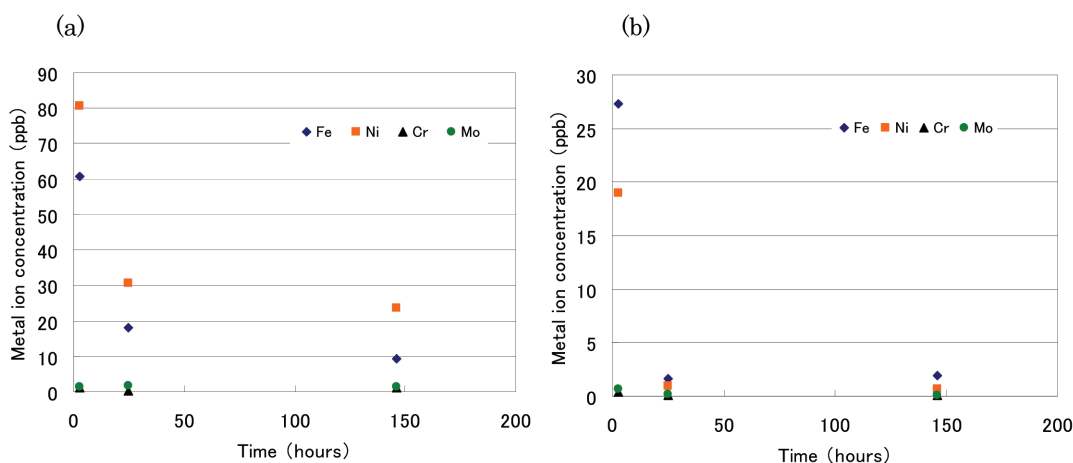 (a)
90
80
70
60
50
40
30
20
10
0
Metal ion concentration (ppb)
Fe Ni Cr Mo
0 50 100 150 200
Time (hours)
(b)
30
25
20
15
10
5
0
Metal ion concentration (ppb)
Fe Ni Cr Mo
0 50 100 150 200
Time (hours)